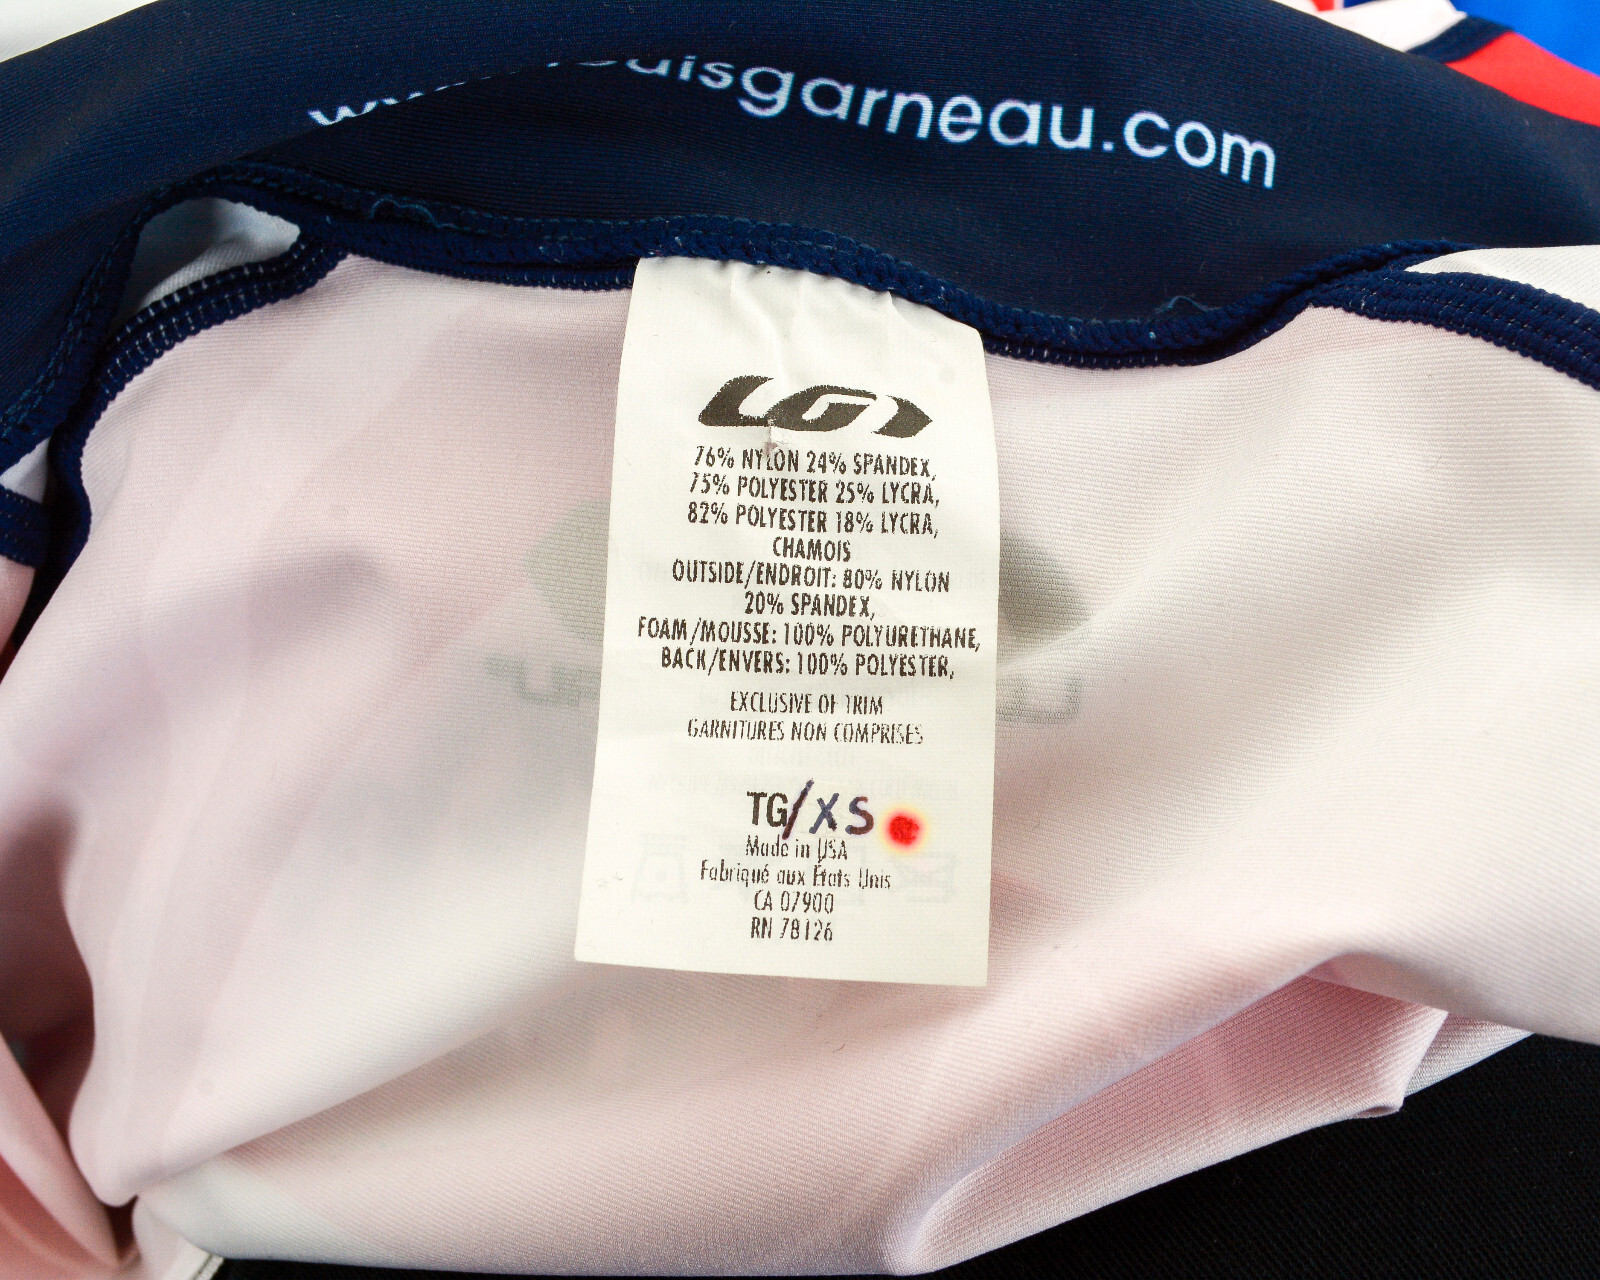 louisgarneau.com
76% NYLON 24% SPANDEX,
75% POLYESTER 25% LYCRA,
82% POLYESTER 18% LYCRA,
CHAMOIS
OUTSIDE/ENDROIT: 80% NYLON
20% SPANDEX,
FOAM/MOUSSE: 100% POLYURETHANE,
BACK/ENVERS: 100% POLYESTER,
EXCLUSIVE OF TRIM
GARNITURES NON COMPRISES
TG/XS
Made in USA
Fabriqué aux États Unis
CA 07900
RN 78126